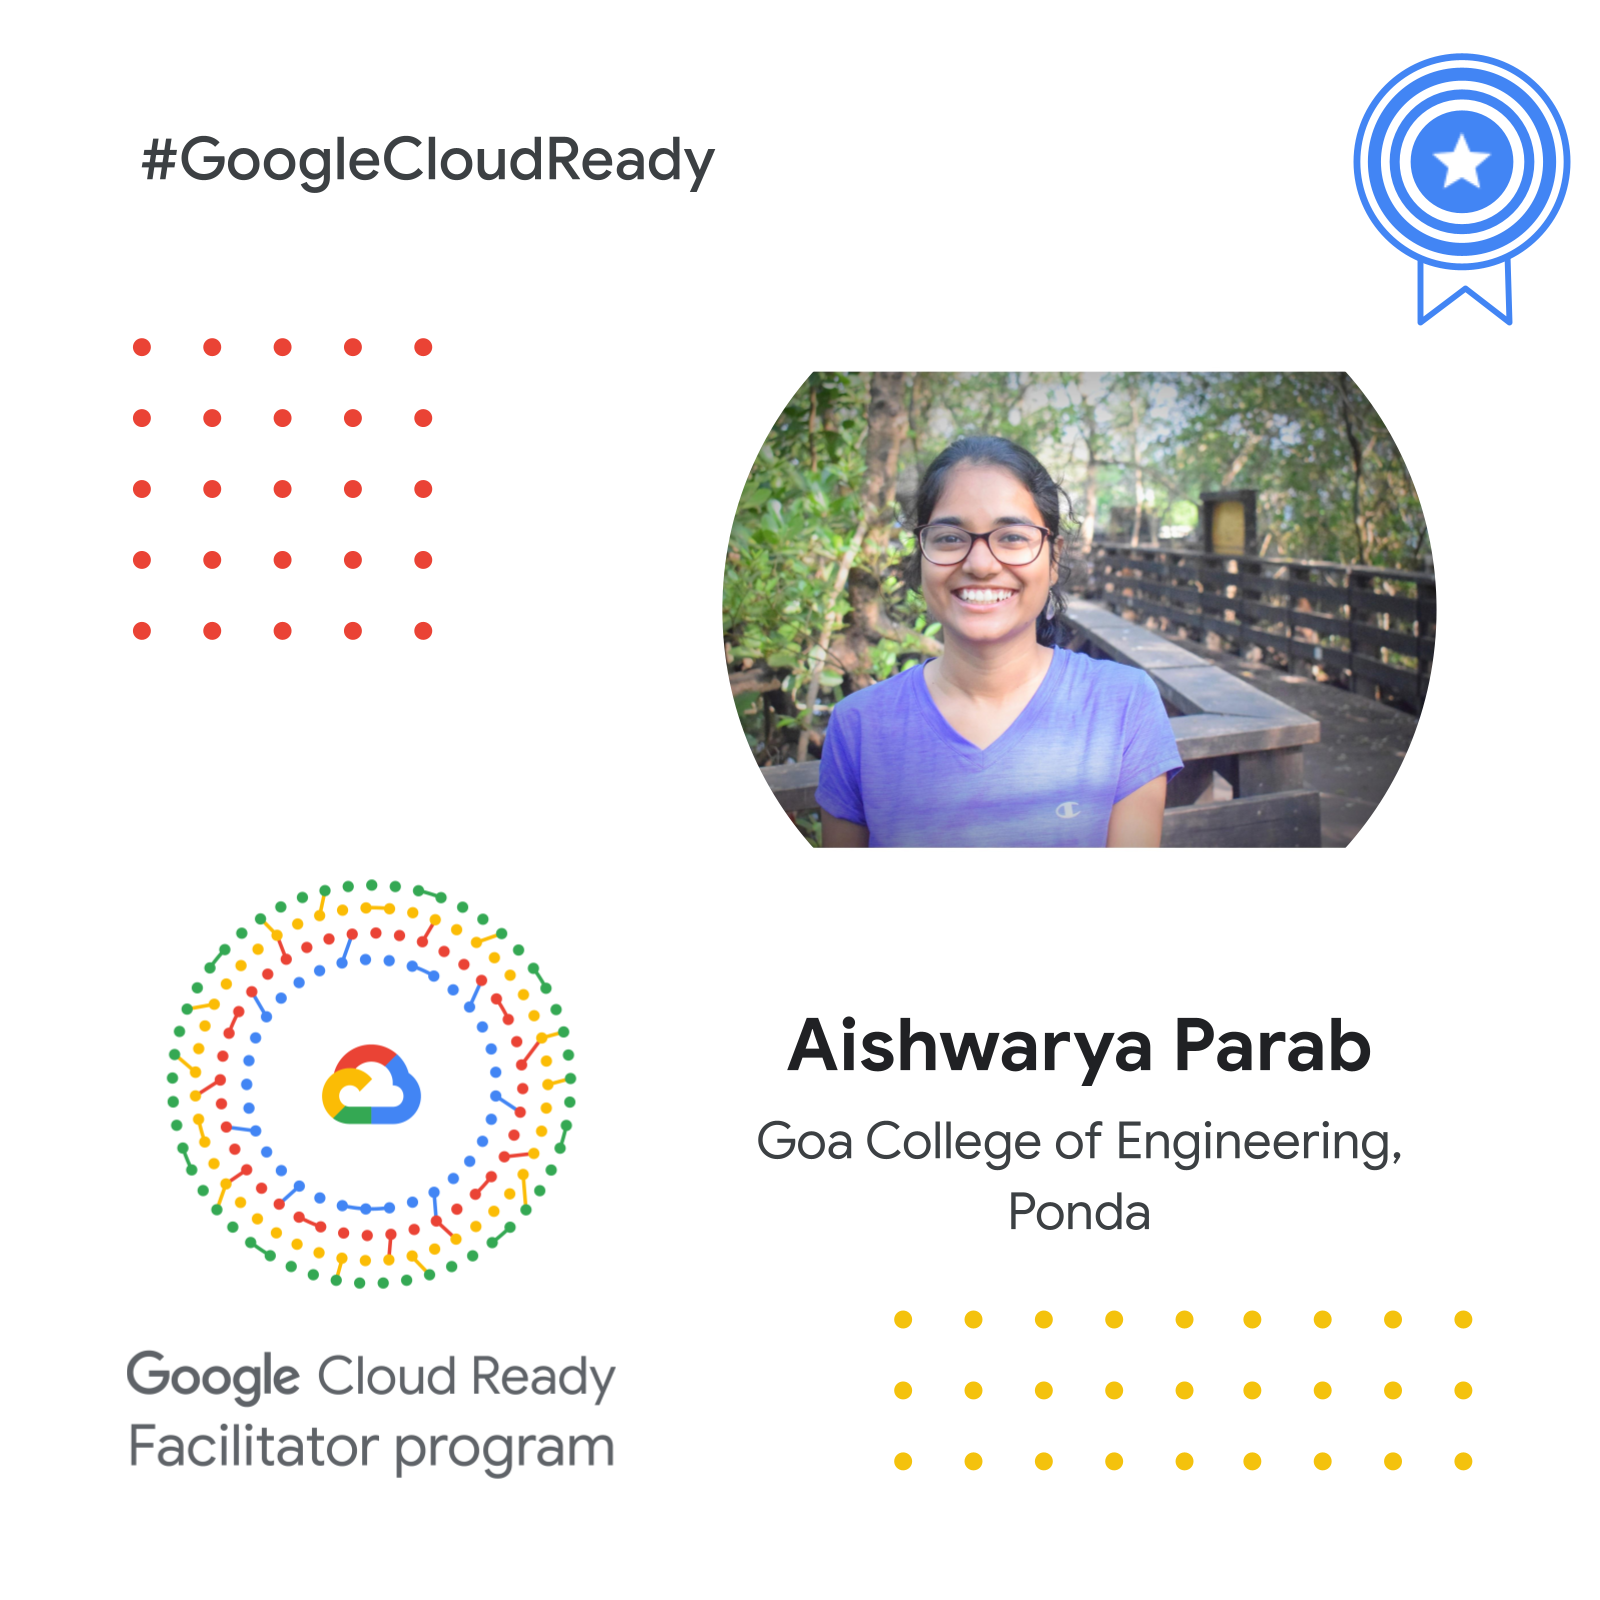 #GoogleCloudReady
Aishwarya Parab
Goa College of Engineering,
Ponda
Google Cloud Ready
Facilitator program